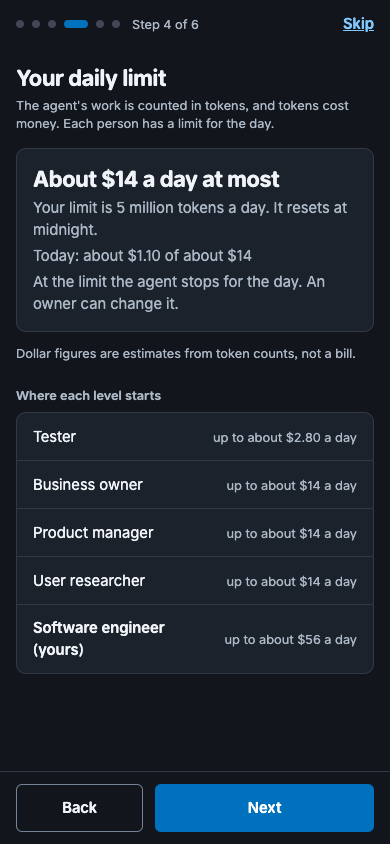 Step 4 of 6
Skip
Your daily limit
The agent's work is counted in tokens, and tokens cost
money. Each person has a limit for the day.
About $14 a day at most
Your limit is 5 million tokens a day. It resets at
midnight.
Today: about $1.10 of about $14
At the limit the agent stops for the day. An
owner can change it.
Dollar figures are estimates from token counts, not a bill.
Where each level starts
Tester up to about $2.80 a day
Business owner up to about $14 a day
Product manager up to about $14 a day
User researcher up to about $14 a day
Software engineer
(yours) up to about $56 a day
Back Next